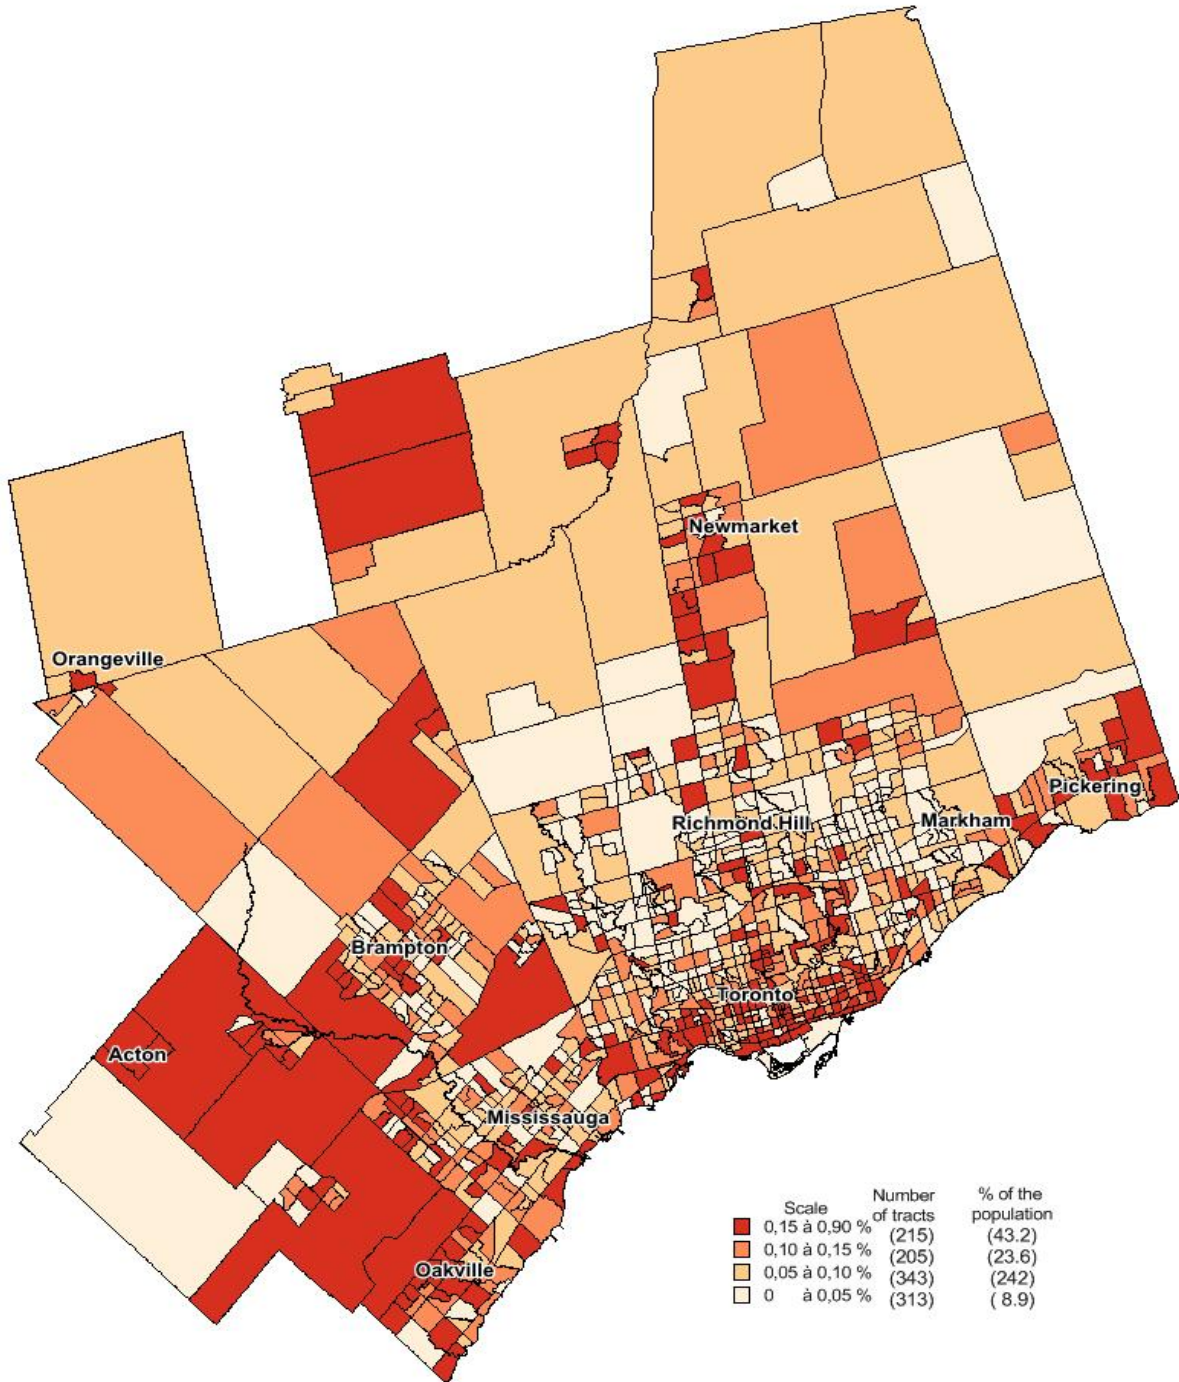 Newmarket
Orangeville
Pickering
Richmond Hill
Markham
Brampton
Toronto
Acton
Mississauga
Oakville
Scale Number of tracts % of the population
0,15 à 0,90 % (215) (43.2)
0,10 à 0,15 % (205) (23.6)
0,05 à 0,10 % (343) (242)
0 à 0,05 % (313) ( 8.9)